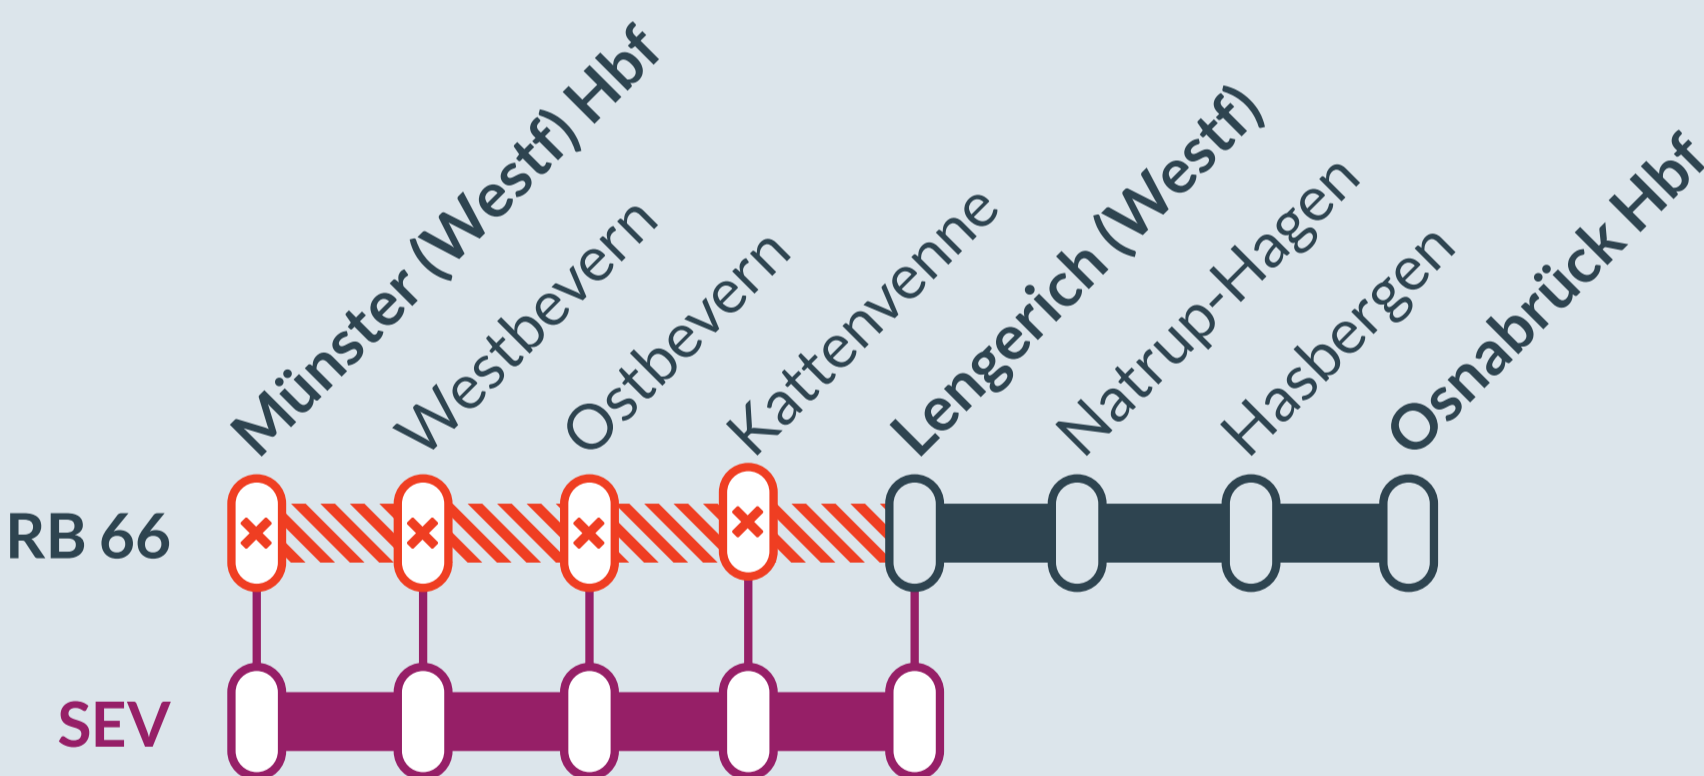 Münster (Westf) Hbf
Westbevern
Ostbevern
Kattenvenne
Lengerich (Westf)
Natrup-Hagen
Hasbergen
Osnabrück Hbf
RB 66
SEV